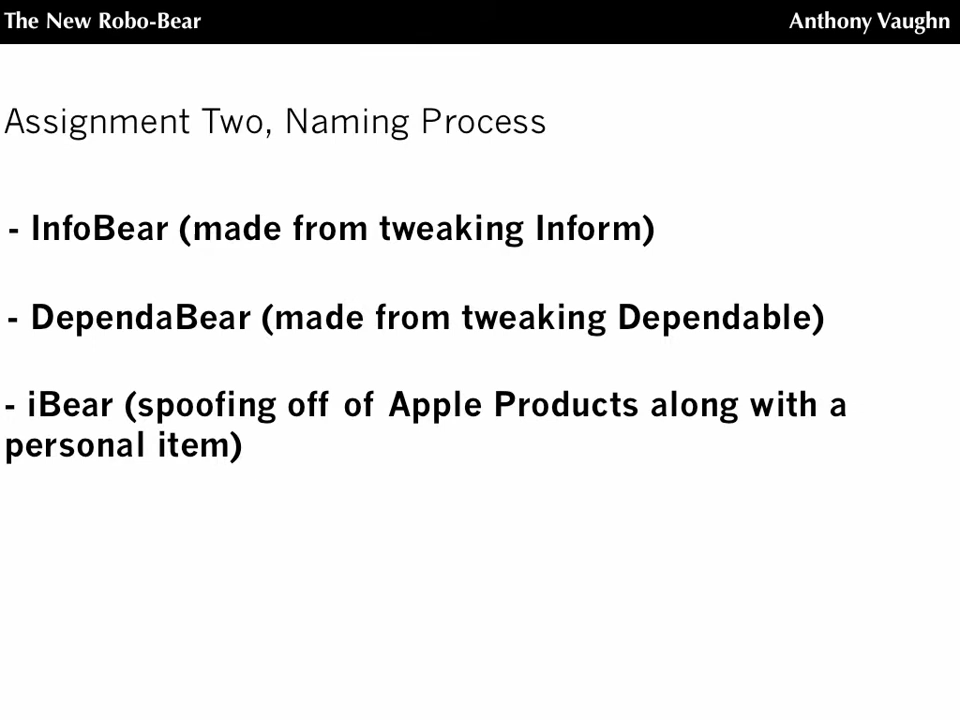 The New Robo-Bear Anthony Vaughn
Assignment Two, Naming Process
- InfoBear (made from tweaking Inform)
- DependaBear (made from tweaking Dependable)
- iBear (spoofing off of Apple Products along with a
personal item)